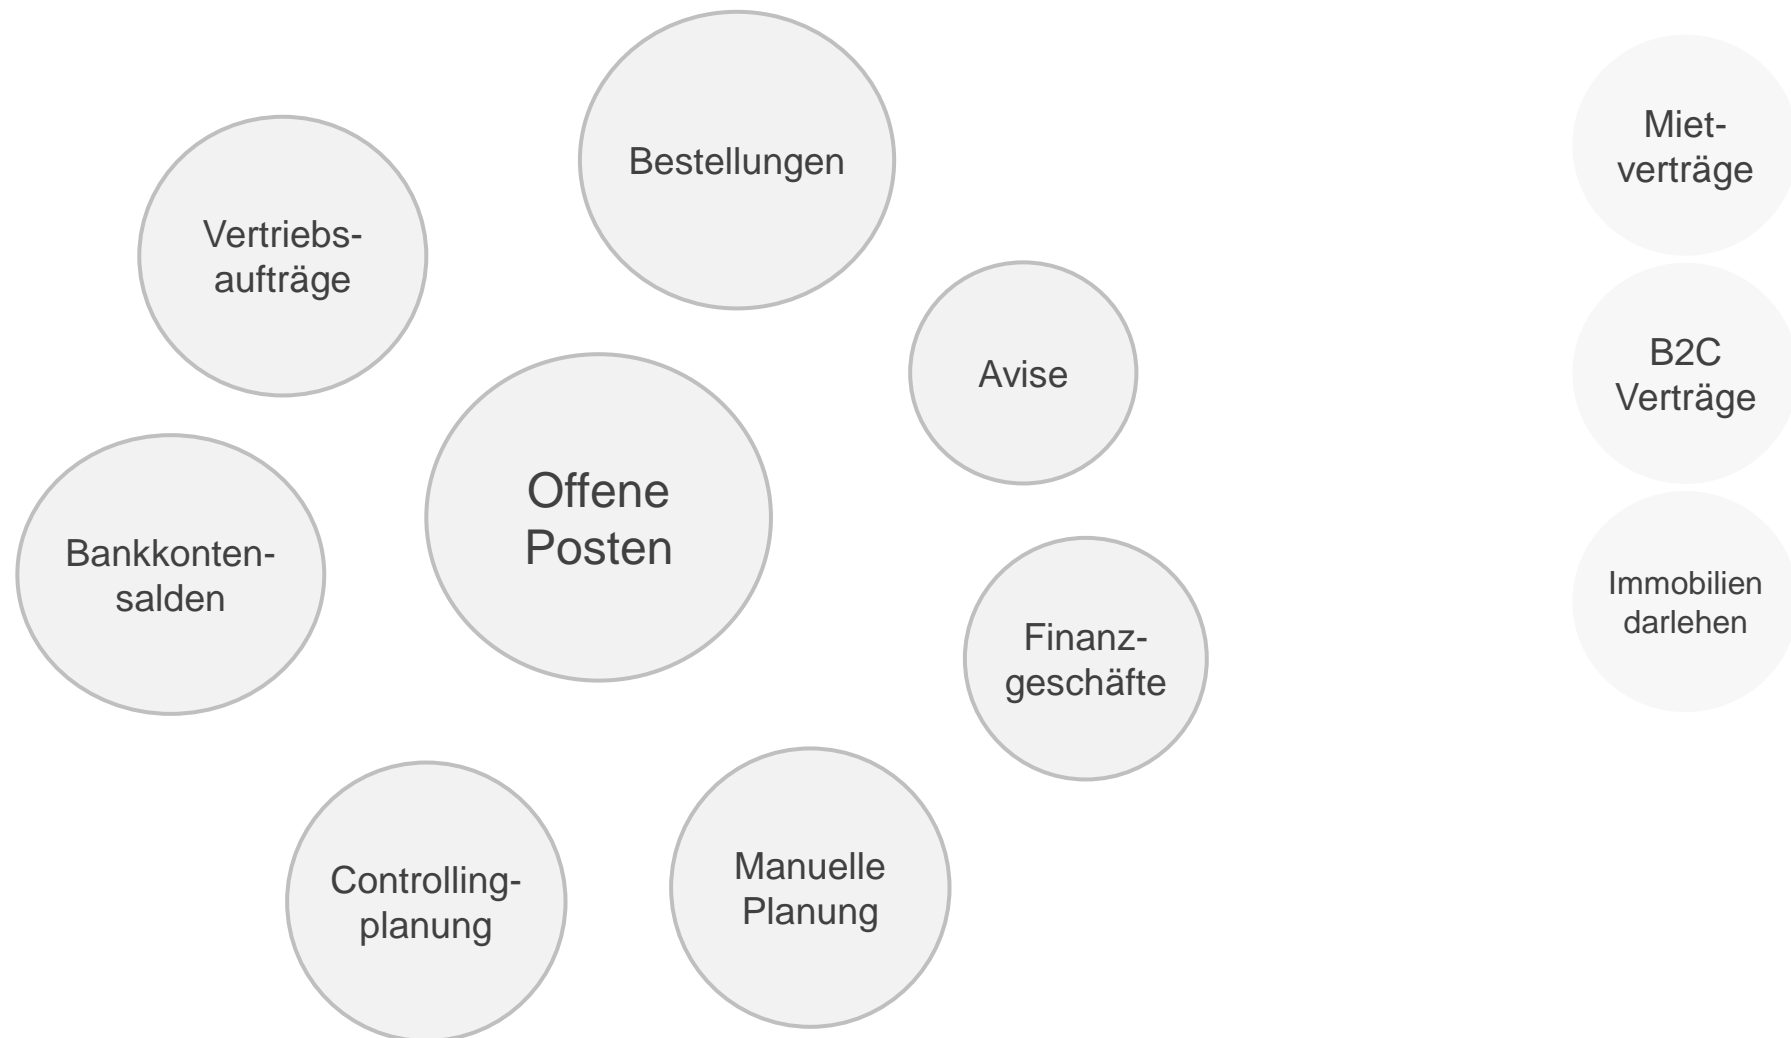 Bestellungen
Vertriebs-
aufträge
Avise
Offene
Posten
Bankkonten-
salden
Finanz-
geschäfte
Controlling-
planung
Manuelle
Planung
Miet-
verträge
B2C
Verträge
Immobilien
darlehen